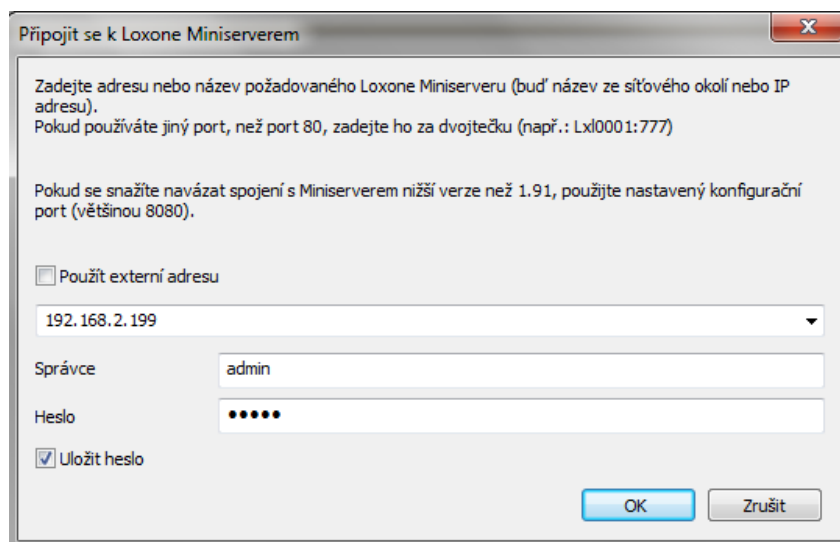 Připojit se k Loxone Miniserverem
Zadejte adresu nebo název požadovaného Loxone Miniserveru (buď název ze síťového okolí nebo IP
adresu).
Pokud používáte jiný port, než port 80, zadejte ho za dvojtečku (např.: Lxl0001:777)
Pokud se snažíte navázat spojení s Miniserverem nižší verze než 1.91, použijte nastavený konfigurační
port (většinou 8080).
Použít externí adresu
192.168.2.199
Správce
admin
Heslo
•••••
Uložit heslo
OK
Zrušit